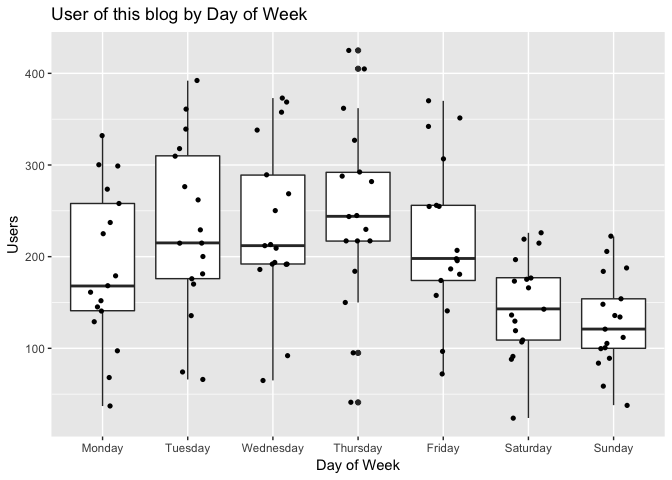 User of this blog by Day of Week
400
300
200
100
Users
Monday Tuesday Wednesday Thursday Friday Saturday Sunday
Day of Week